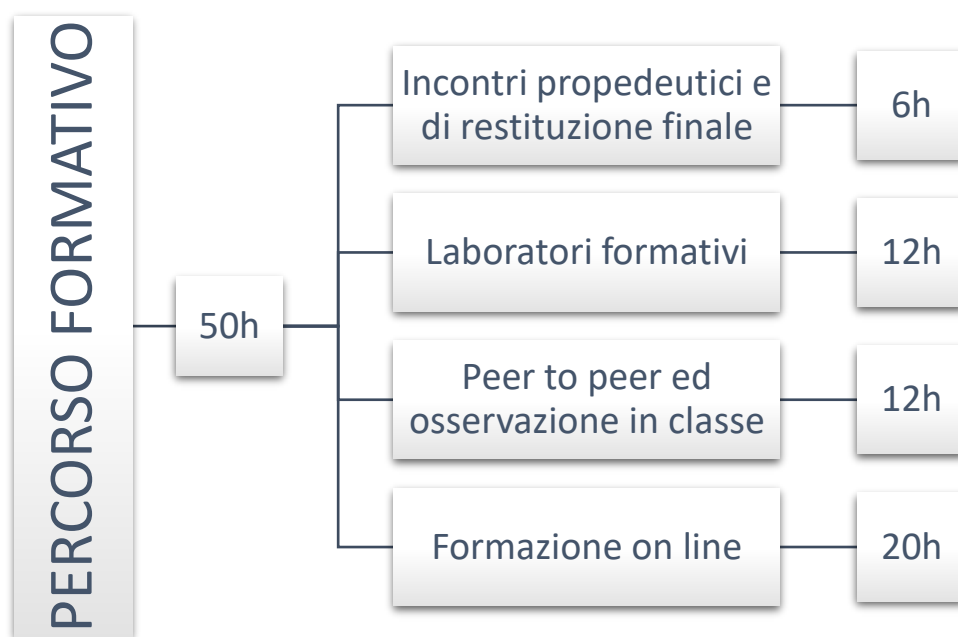 PERCORSO FORMATIVO
50h
Incontri propedeutici e
di restituzione finale
6h
Laboratori formativi
12h
Peer to peer ed
osservazione in classe
12h
Formazione on line
20h